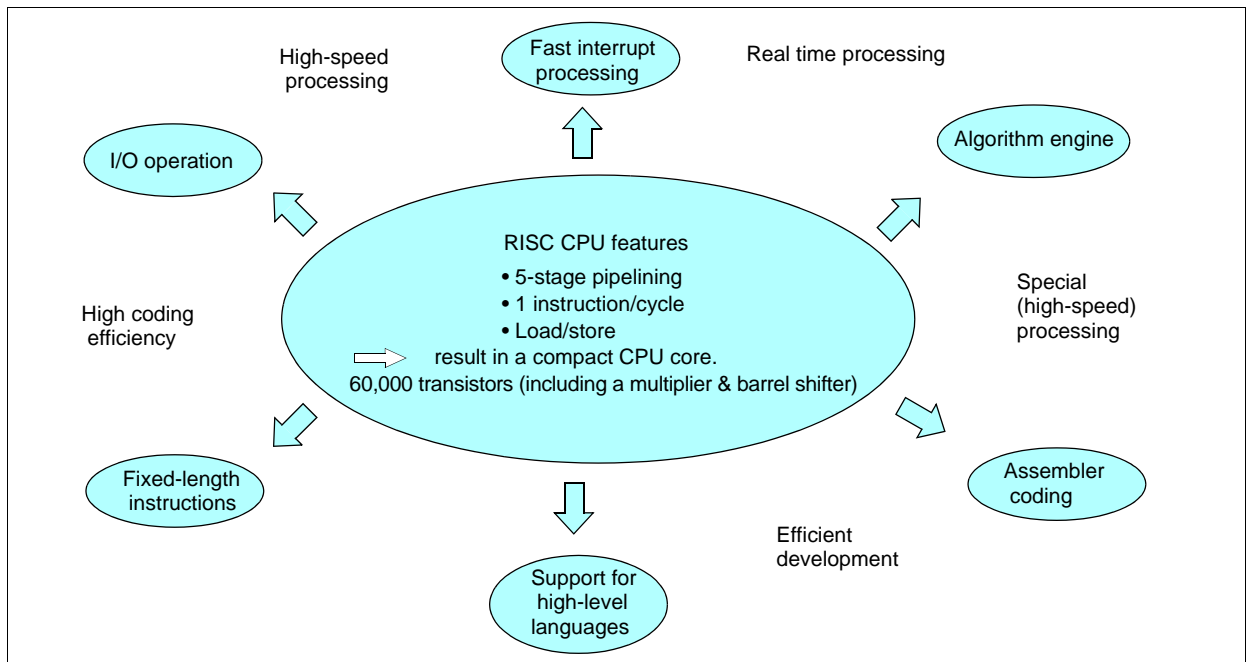 High-speed
processing
Fast interrupt
processing
Real time processing
I/O operation
Algorithm engine
RISC CPU features
• 5-stage pipelining
• 1 instruction/cycle
• Load/store
result in a compact CPU core.
60,000 transistors (including a multiplier & barrel shifter)
High coding
efficiency
Special
(high-speed)
processing
Fixed-length
instructions
Assembler
coding
Support for
high-level
languages
Efficient
development